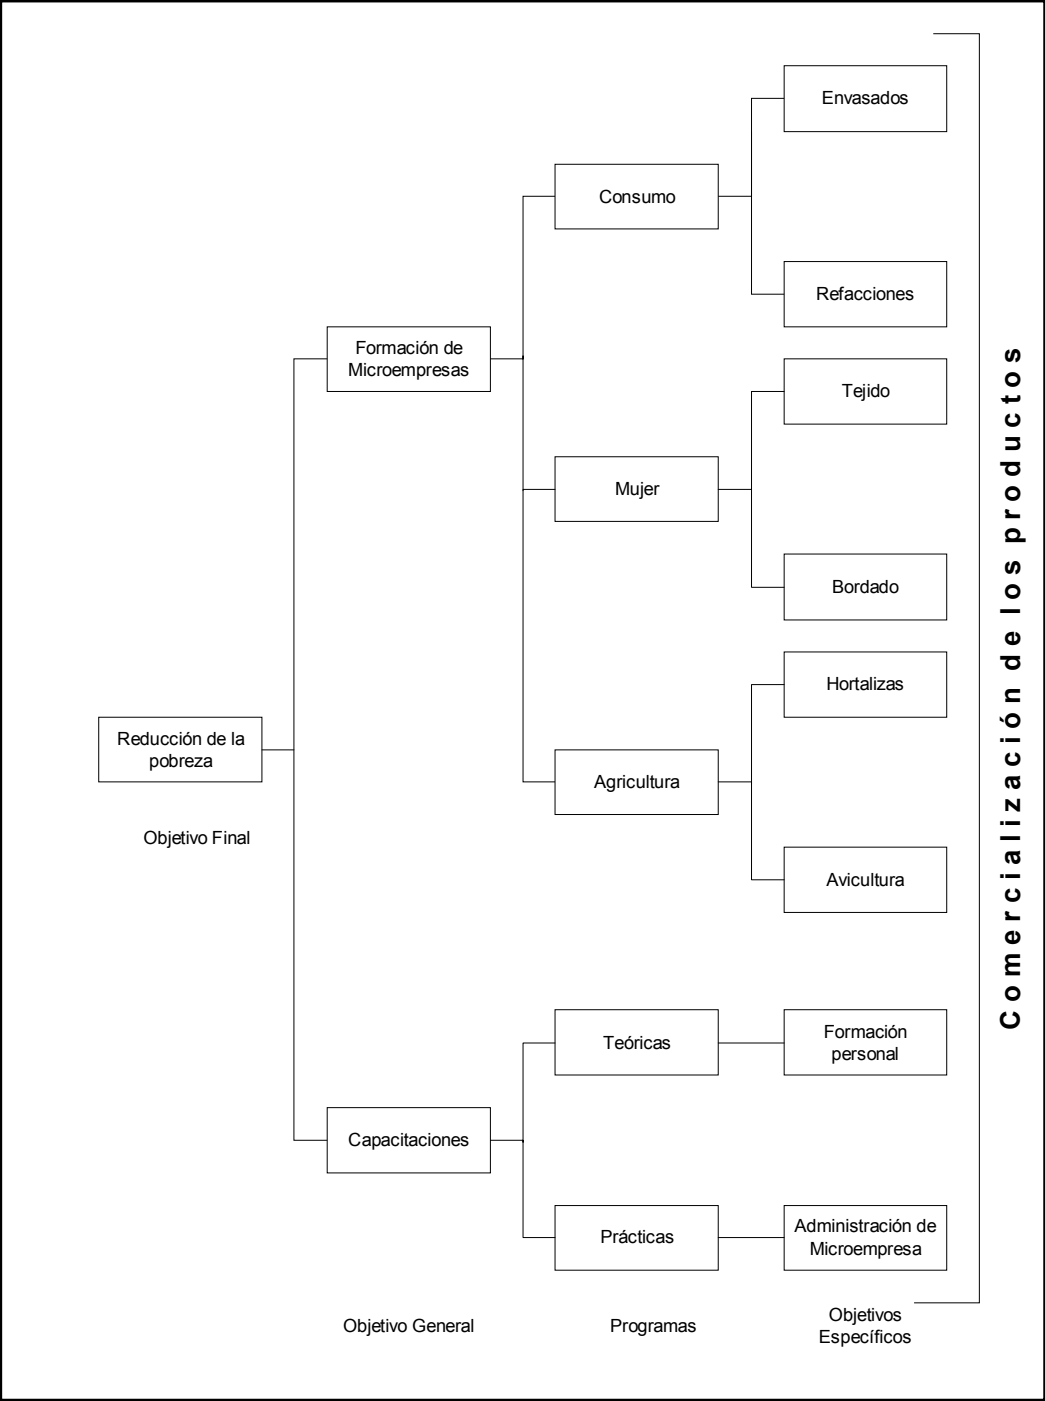 Envasados
Consumo
Refacciones
Formación de
Microempresas
Tejido
Mujer
Bordado
Hortalizas
Reducción de la
pobreza
Agricultura
Objetivo Final
Avicultura
Comercialización de los productos
Teóricas
Formación
personal
Capacitaciones
Prácticas
Administración de
Microempresa
Objetivo General
Programas
Objetivos
Específicos